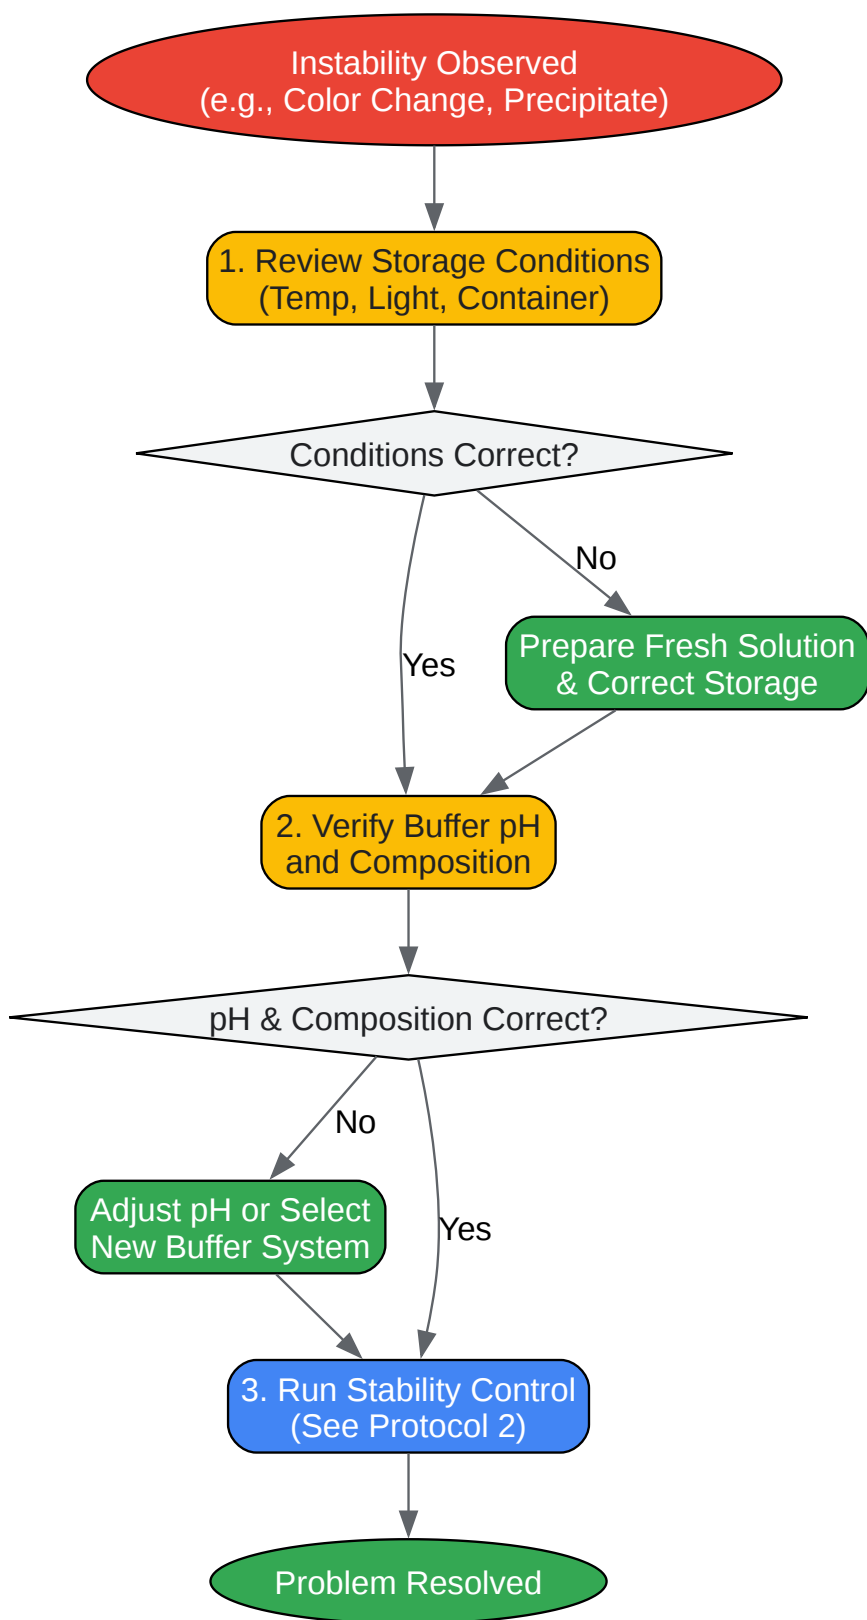 Instability Observed
(e.g., Color Change, Precipitate)
1. Review Storage Conditions
(Temp, Light, Container)
Conditions Correct?
No
Yes
Prepare Fresh Solution
& Correct Storage
2. Verify Buffer pH
and Composition
pH & Composition Correct?
No
Yes
Adjust pH or Select
New Buffer System
3. Run Stability Control
(See Protocol 2)
Problem Resolved